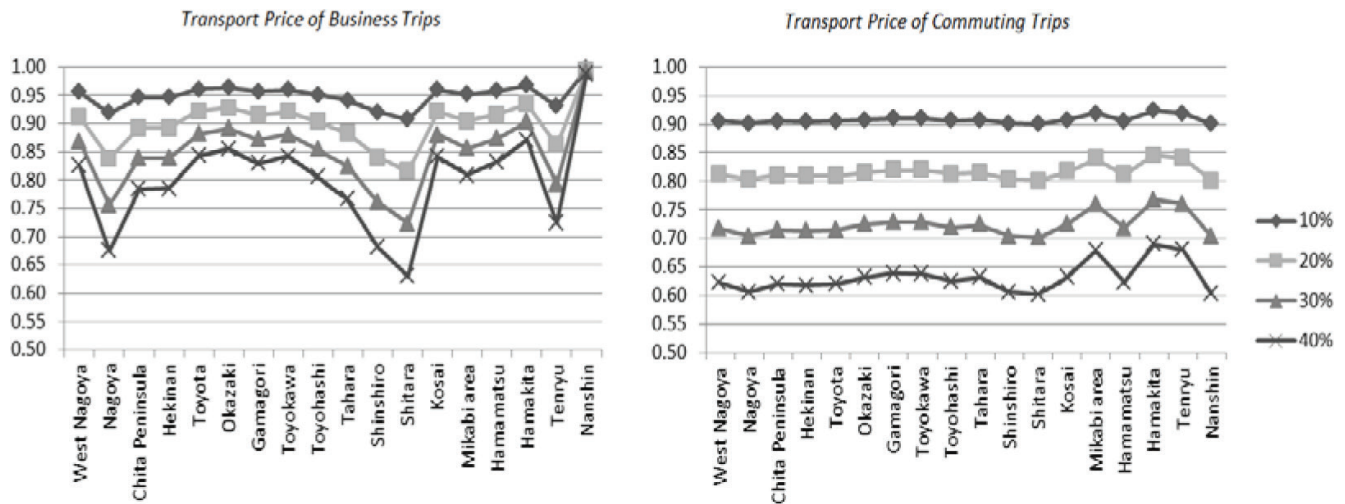 Transport Price of Business Trips
1.00
0.95
0.90
0.85
0.80
0.75
0.70
0.65
0.60
0.55
0.50
West Nagoya
Nagoya
Chita Peninsula
Hekinan
Toyota
Okazaki
Gamagori
Toyokawa
Toyohashi
Tahara
Shinshiro
Shitara
Kosai
Mikabi area
Hamamatsu
Hamakita
Tenryu
Nanshin
Transport Price of Commuting Trips
1.00
0.95
0.90
0.85
0.80
0.75
0.70
0.65
0.60
0.55
0.50
West Nagoya
Nagoya
Chita Peninsula
Hekinan
Toyota
Okazaki
Gamagori
Toyokawa
Toyohashi
Tahara
Shinshiro
Shitara
Kosai
Mikabi area
Hamamatsu
Hamakita
Tenryu
Nanshin
10%
20%
30%
40%